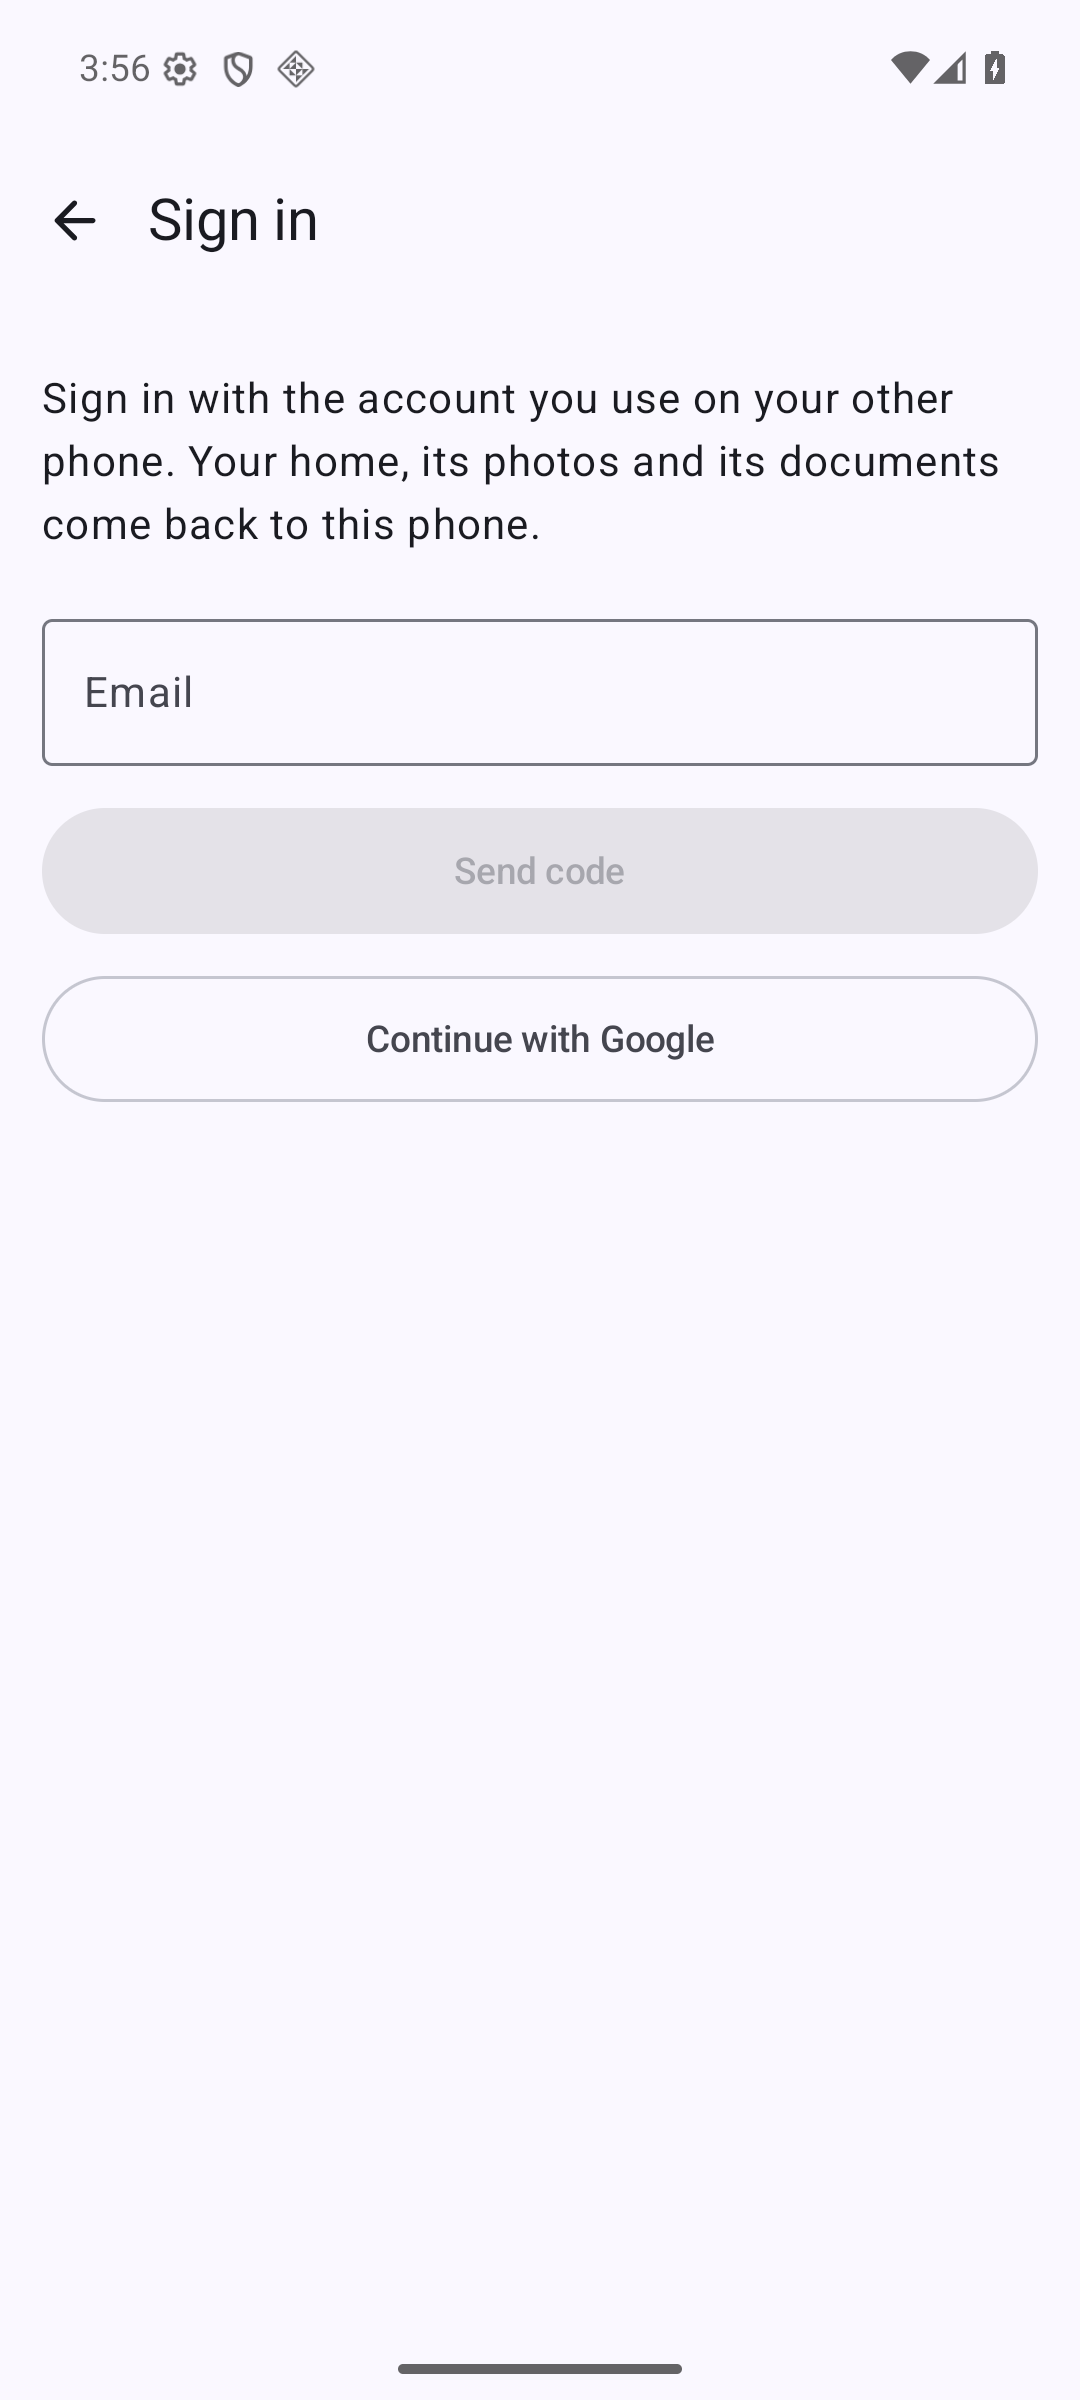 3:56
Sign in
Sign in with the account you use on your other
phone. Your home, its photos and its documents
come back to this phone.
Email
Send code
Continue with Google